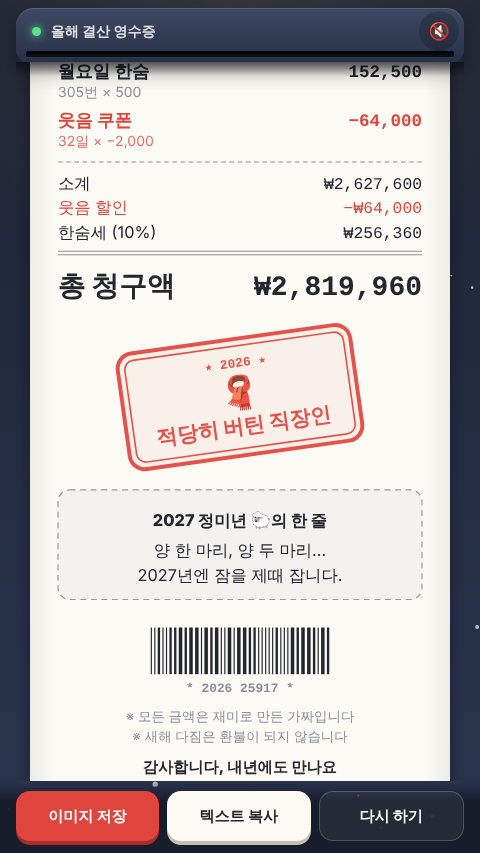 올해 결산 영수증
월요일 한숨 152,500
305번 × 500
웃음 쿠폰 −64,000
32일 × −2,000
소계 ₩2,627,600
웃음 할인 −₩64,000
한숨세 (10%) ₩256,360
총 청구액 ₩2,819,960
★ 2026 ★
적당히 버틴 직장인
2027 정미년 🐑의 한 줄
양 한 마리, 양 두 마리…
2027년엔 잠을 제때 잡니다.
* 2026 25917 *
※ 모든 금액은 재미로 만든 가짜입니다
※ 새해 다짐은 환불이 되지 않습니다
감사합니다, 내년에도 만나요
이미지 저장 텍스트 복사 다시 하기